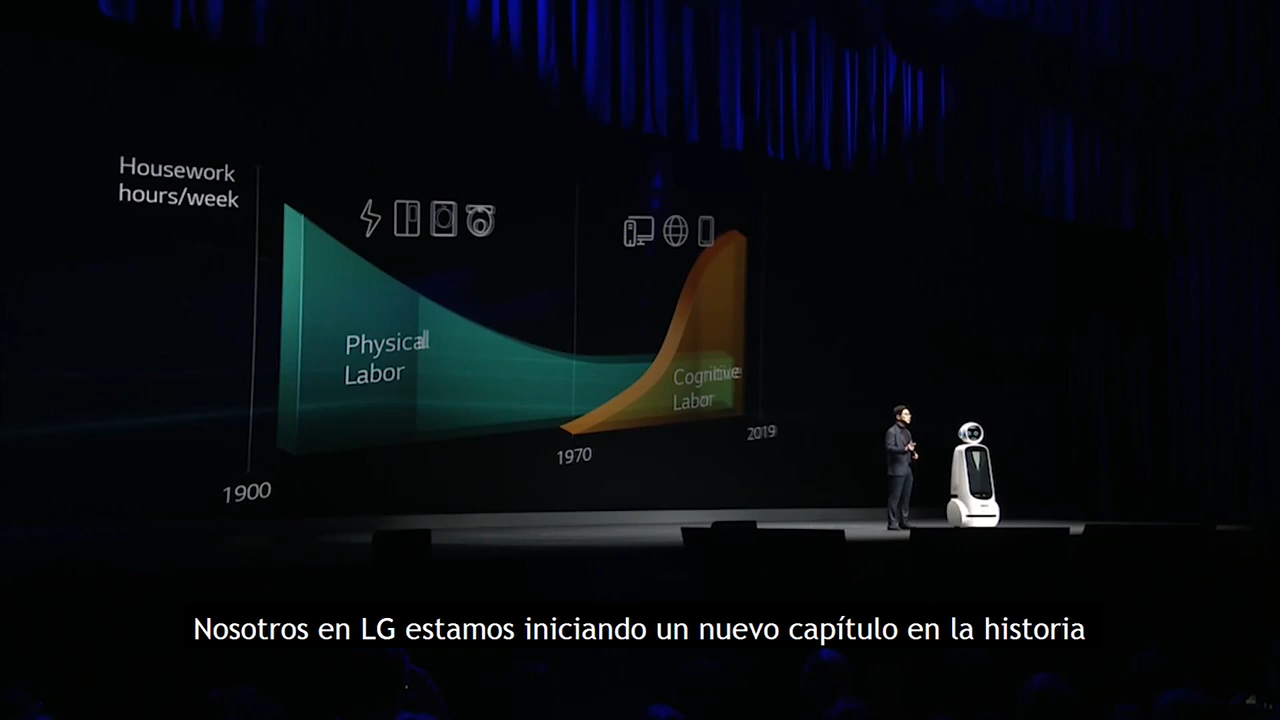 Housework
hours/week
Physical
Labor
Cognitive
Labor
1900
1970
2019
Nosotros en LG estamos iniciando un nuevo capítulo en la historia